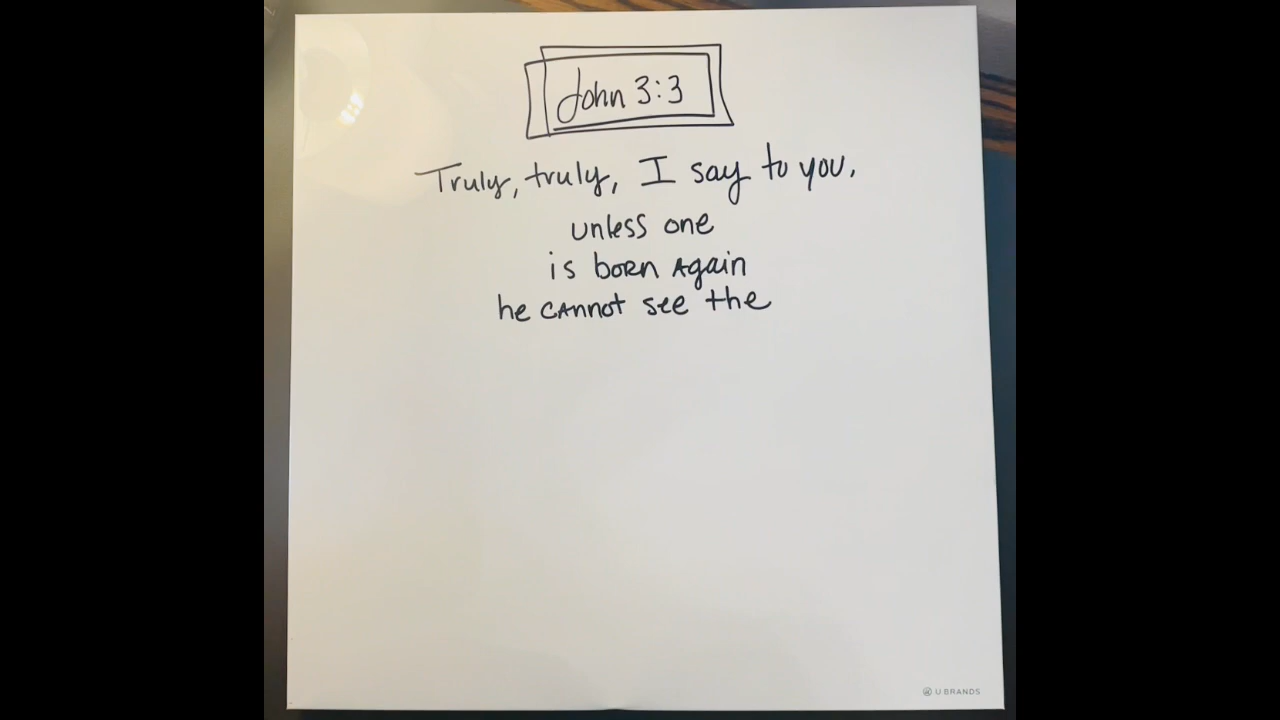 John 3:3
Truly, truly, I say to you,
unless one
is born again
he cannot see the
U BRANDS